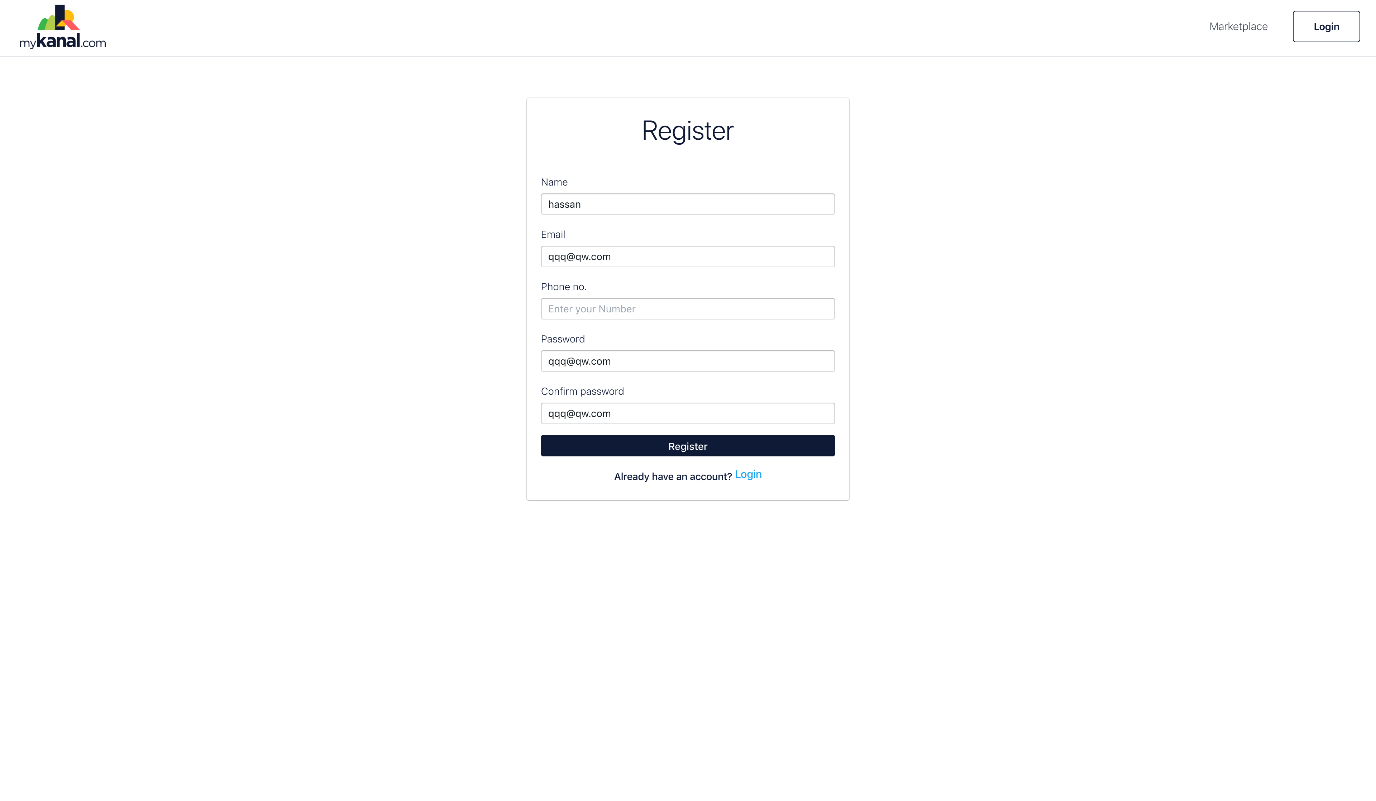 mykanal.com
Marketplace
Login
Register
Name
hassan
Email
qqq@qw.com
Phone no.
Enter your Number
Password
qqq@qw.com
Confirm password
qqq@qw.com
Register
Already have an account? Login